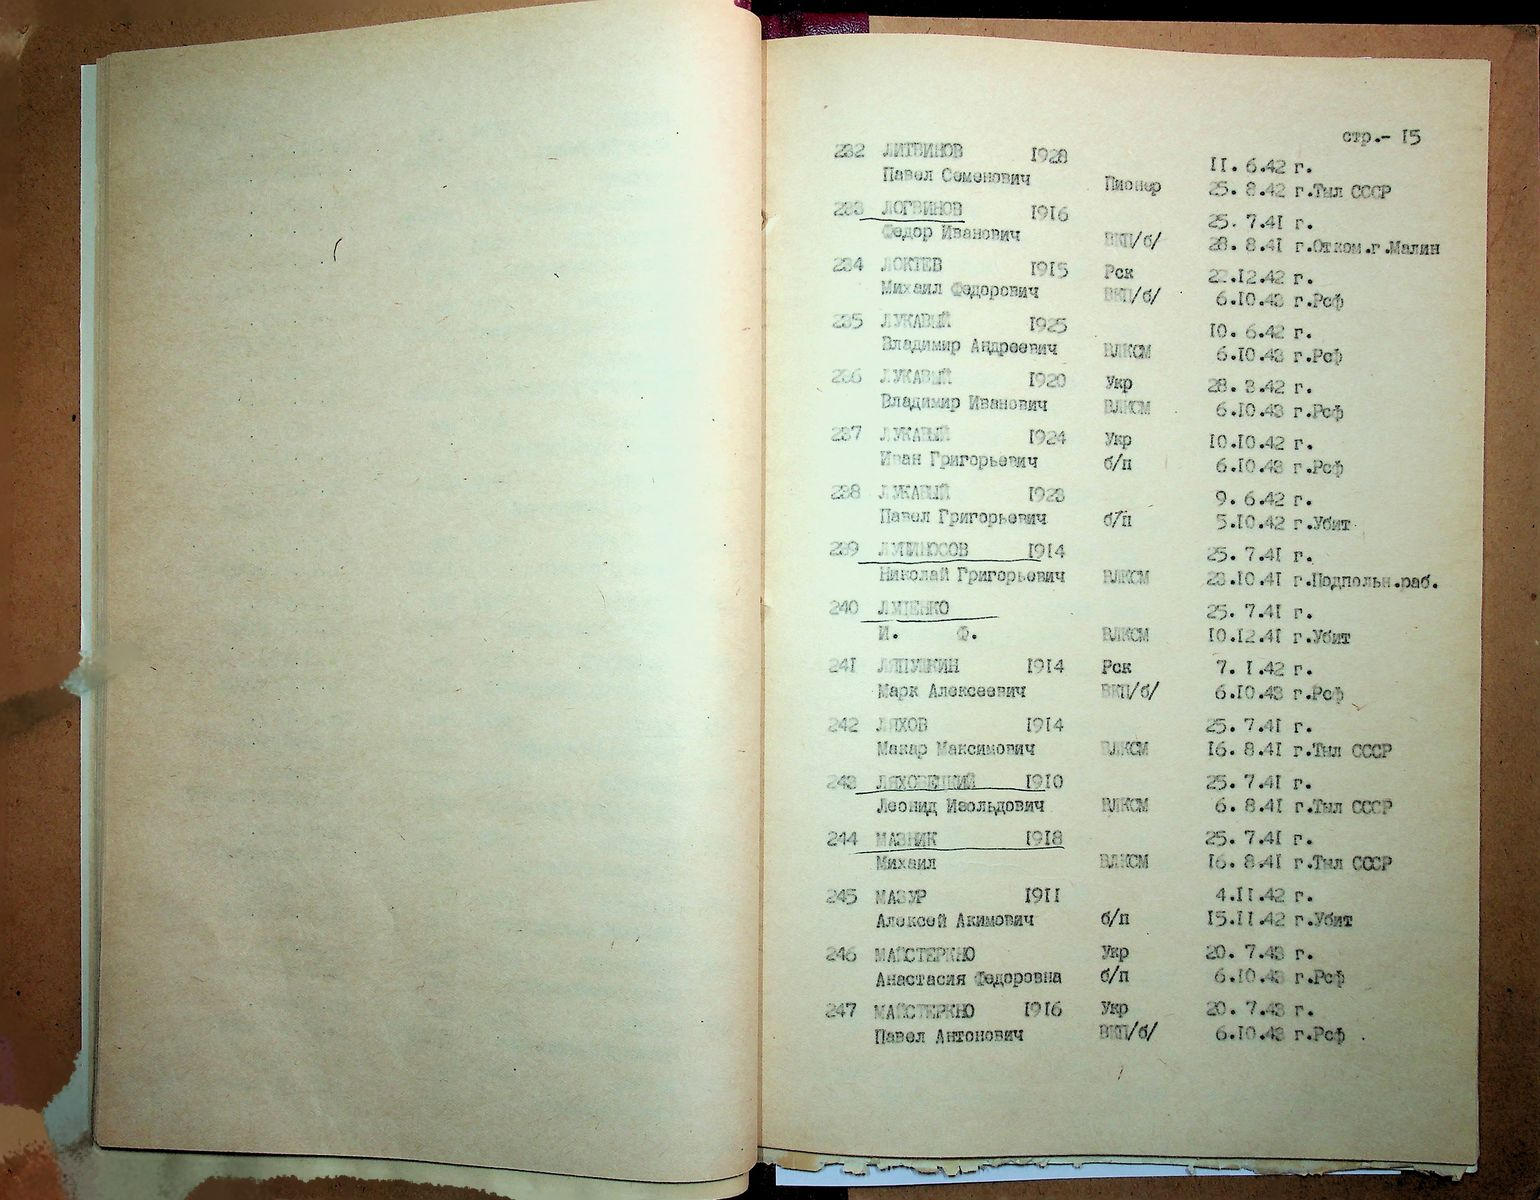 стр.- 15
232 ЛИТВИНОВ 1928 11. 6.42 г.
Павел Семенович Пионер 25. 8.42 г.Тыл СССР
233 ЛОГВИНОВ 1916 25. 7.41 г.
Федор Иванович ВКП/б/ 28. 8.41 г.Отком.г.Малин
234 ЛОКТЕВ 1915 Рск 22.12.42 г.
Михаил Федорович ВКП/б/ 6.10.43 г.Рсф
235 ЛУКАВЫЙ 1925 10. 6.42 г.
Владимир Андреевич ВЛКСМ 6.10.43 г.Рсф
236 ЛУКАВЫЙ 1920 Укр 28. 3.42 г.
Владимир Иванович ВЛКСМ 6.10.43 г.Рсф
237 ЛУКАВЫЙ 1924 Укр 10.10.42 г.
Иван Григорьевич б/п 6.10.43 г.Рсф
238 ЛУКАВЫЙ 1923 9. 6.42 г.
Павел Григорьевич б/п 5.10.42 г.Убит
239 1914 25. 7.41 г.
Николай Григорьевич ВЛКСМ 23.10.41 г.Подпольн.раб.
240 25. 7.41 г.
И. Ф. ВЛКСМ 10.12.41 г.Убит
241 ЛЯПУШКИН 1914 Рск 7. 1.42 г.
Марк Алексеевич ВКП/б/ 6.10.43 г.Рсф
242 ЛЯХОВ 1914 25. 7.41 г.
Макар Максимович ВЛКСМ 16. 8.41 г.Тыл СССР
243 ЛЯХОВЕЦКИЙ 1910 25. 7.41 г.
Леонид Изольдович ВЛКСМ 6. 8.41 г.Тыл СССР
244 МАЗНИК 1918 25. 7.41 г.
Михаил ВЛКСМ 16. 8.41 г.Тыл СССР
245 МАЗУР 1911 4.11.42 г.
Алексей Акимович б/п 15.11.42 г.Убит
246 МАЙСТЕРКНО Укр 20. 7.43 г.
Анастасия Федоровна б/п 6.10.43 г.Рсф
247 МАЙСТЕРКНО 1916 Укр 20. 7.43 г.
Павел Антонович ВКП/б/ 6.10.43 г.Рсф